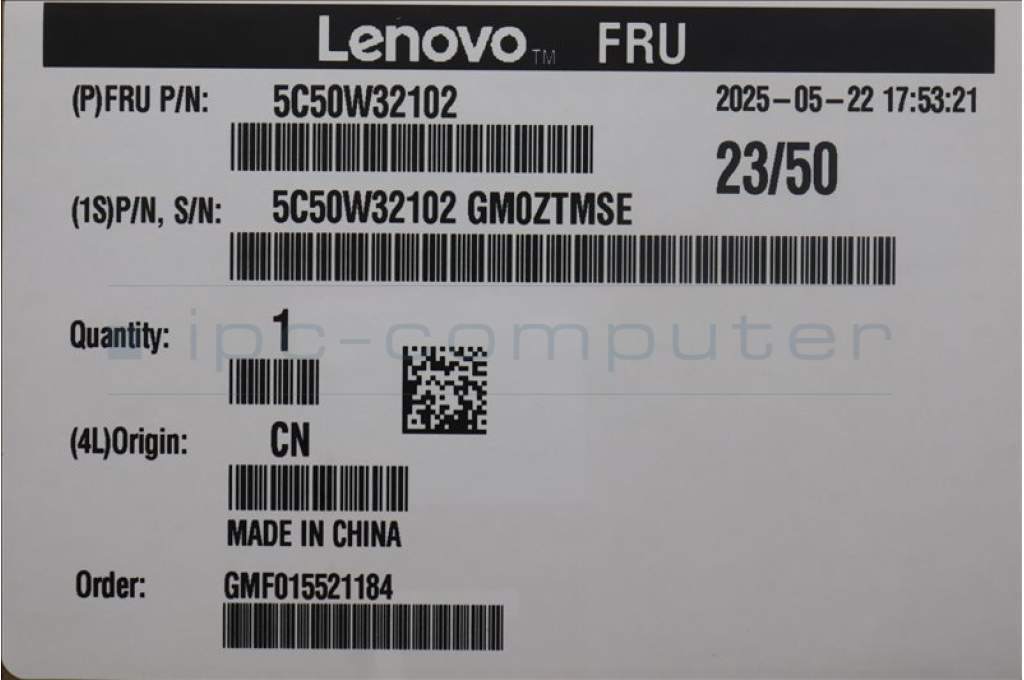 Lenovo™ FRU
(P)FRU P/N: 5C50W32102 2025-05-22 17:53:21
23/50
(1S)P/N, S/N: 5C50W32102 GM0ZTMSE
ipc-computer
Quantity: 1
(4L)Origin: CN
MADE IN CHINA
Order: GMF015521184